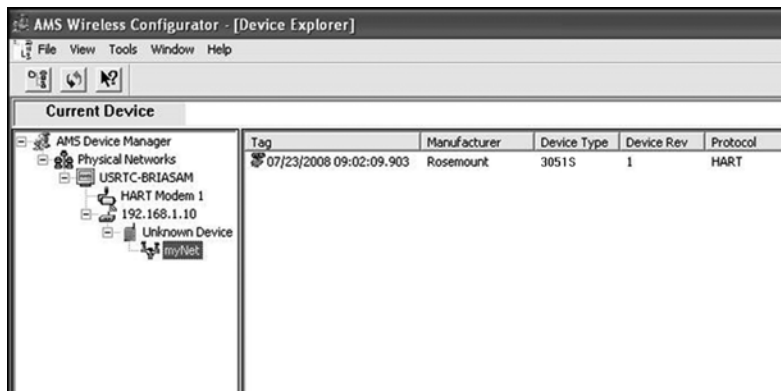 AMS Wireless Configurator - [Device Explorer]
File View Tools Window Help
Current Device
AMS Device Manager
Physical Networks
USRTC-BRIASAM
HART Modem 1
192.168.1.10
Unknown Device
myNet
Tag Manufacturer Device Type Device Rev Protocol
07/23/2008 09:02:09.903 Rosemount 3051S 1 HART